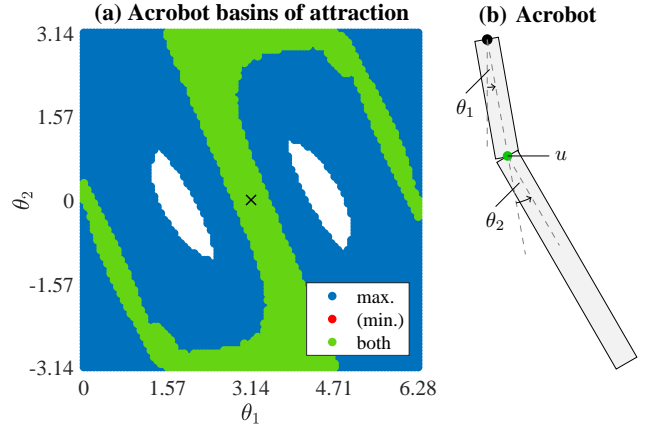 (a) Acrobot basins of attraction
3.14
1.57
0
-1.57
-3.14
θ2
0
1.57
3.14
4.71
6.28
θ1
max.
(min.)
both
(b) Acrobot
θ1
u
θ2